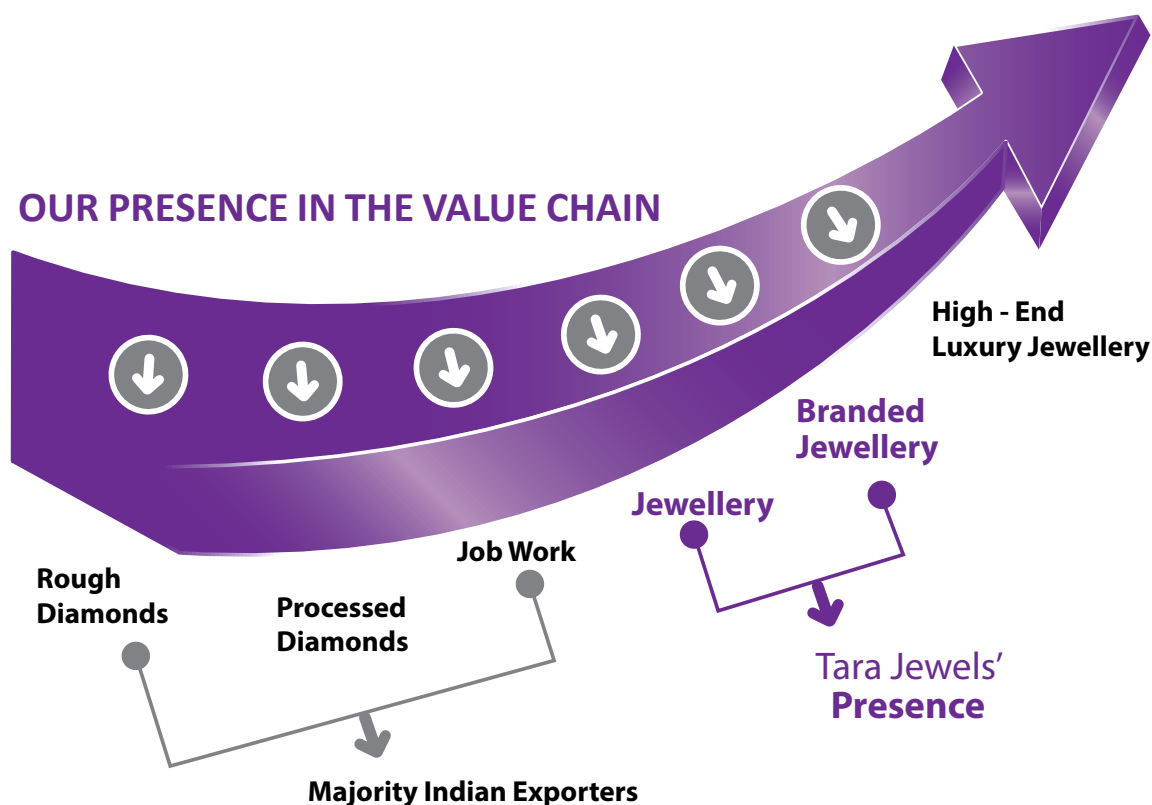 OUR PRESENCE IN THE VALUE CHAIN
High - End
Luxury Jewellery
Branded
Jewellery
Jewellery
Job Work
Rough
Diamonds
Processed
Diamonds
Tara Jewels’
Presence
Majority Indian Exporters